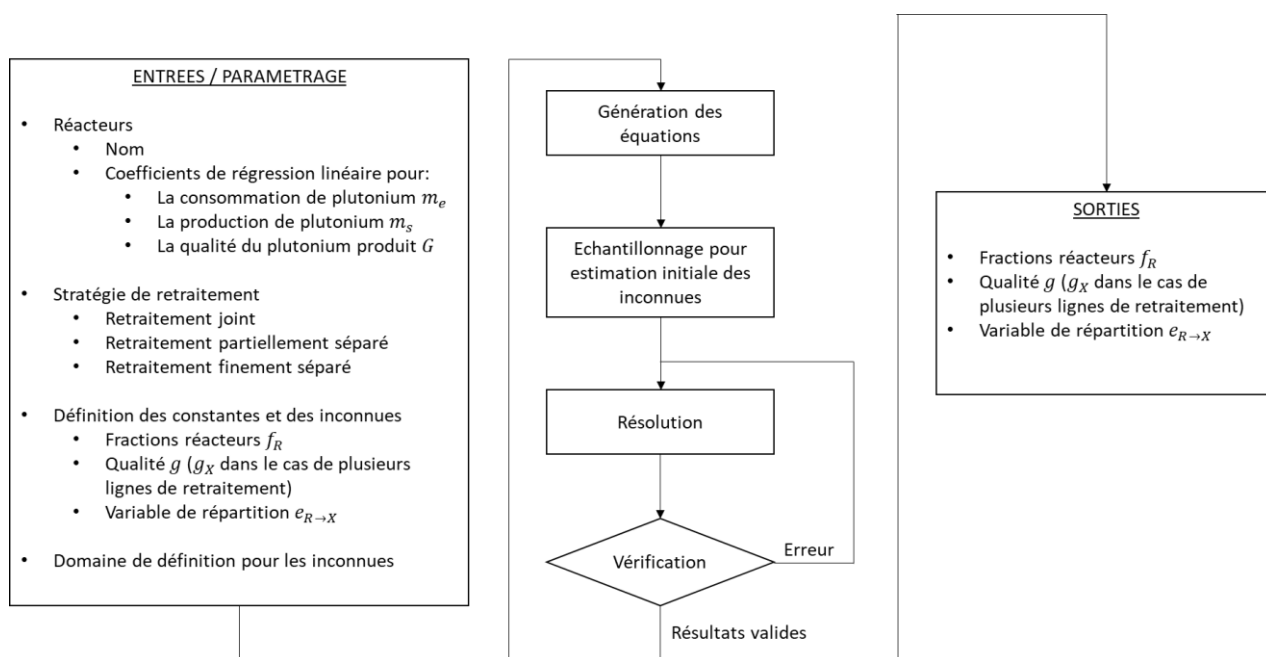 ENTREES / PARAMETRAGE
• Réacteurs
• Nom
• Coefficients de régression linéaire pour:
• La consommation de plutonium mₑ
• La production de plutonium mₛ
• La qualité du plutonium produit G
• Stratégie de retraitement
• Retraitement joint
• Retraitement partiellement séparé
• Retraitement finement séparé
• Définition des constantes et des inconnues
• Fractions réacteurs f_R
• Qualité g (g_X dans le cas de plusieurs
lignes de retraitement)
• Variable de répartition e_{R→X}
• Domaine de définition pour les inconnues
Génération des
équations
Echantillonnage pour
estimation initiale des
inconnues
Résolution
Vérification
Erreur
Résultats valides
SORTIES
• Fractions réacteurs f_R
• Qualité g (g_X dans le cas de
plusieurs lignes de retraitement)
• Variable de répartition e_{R→X}